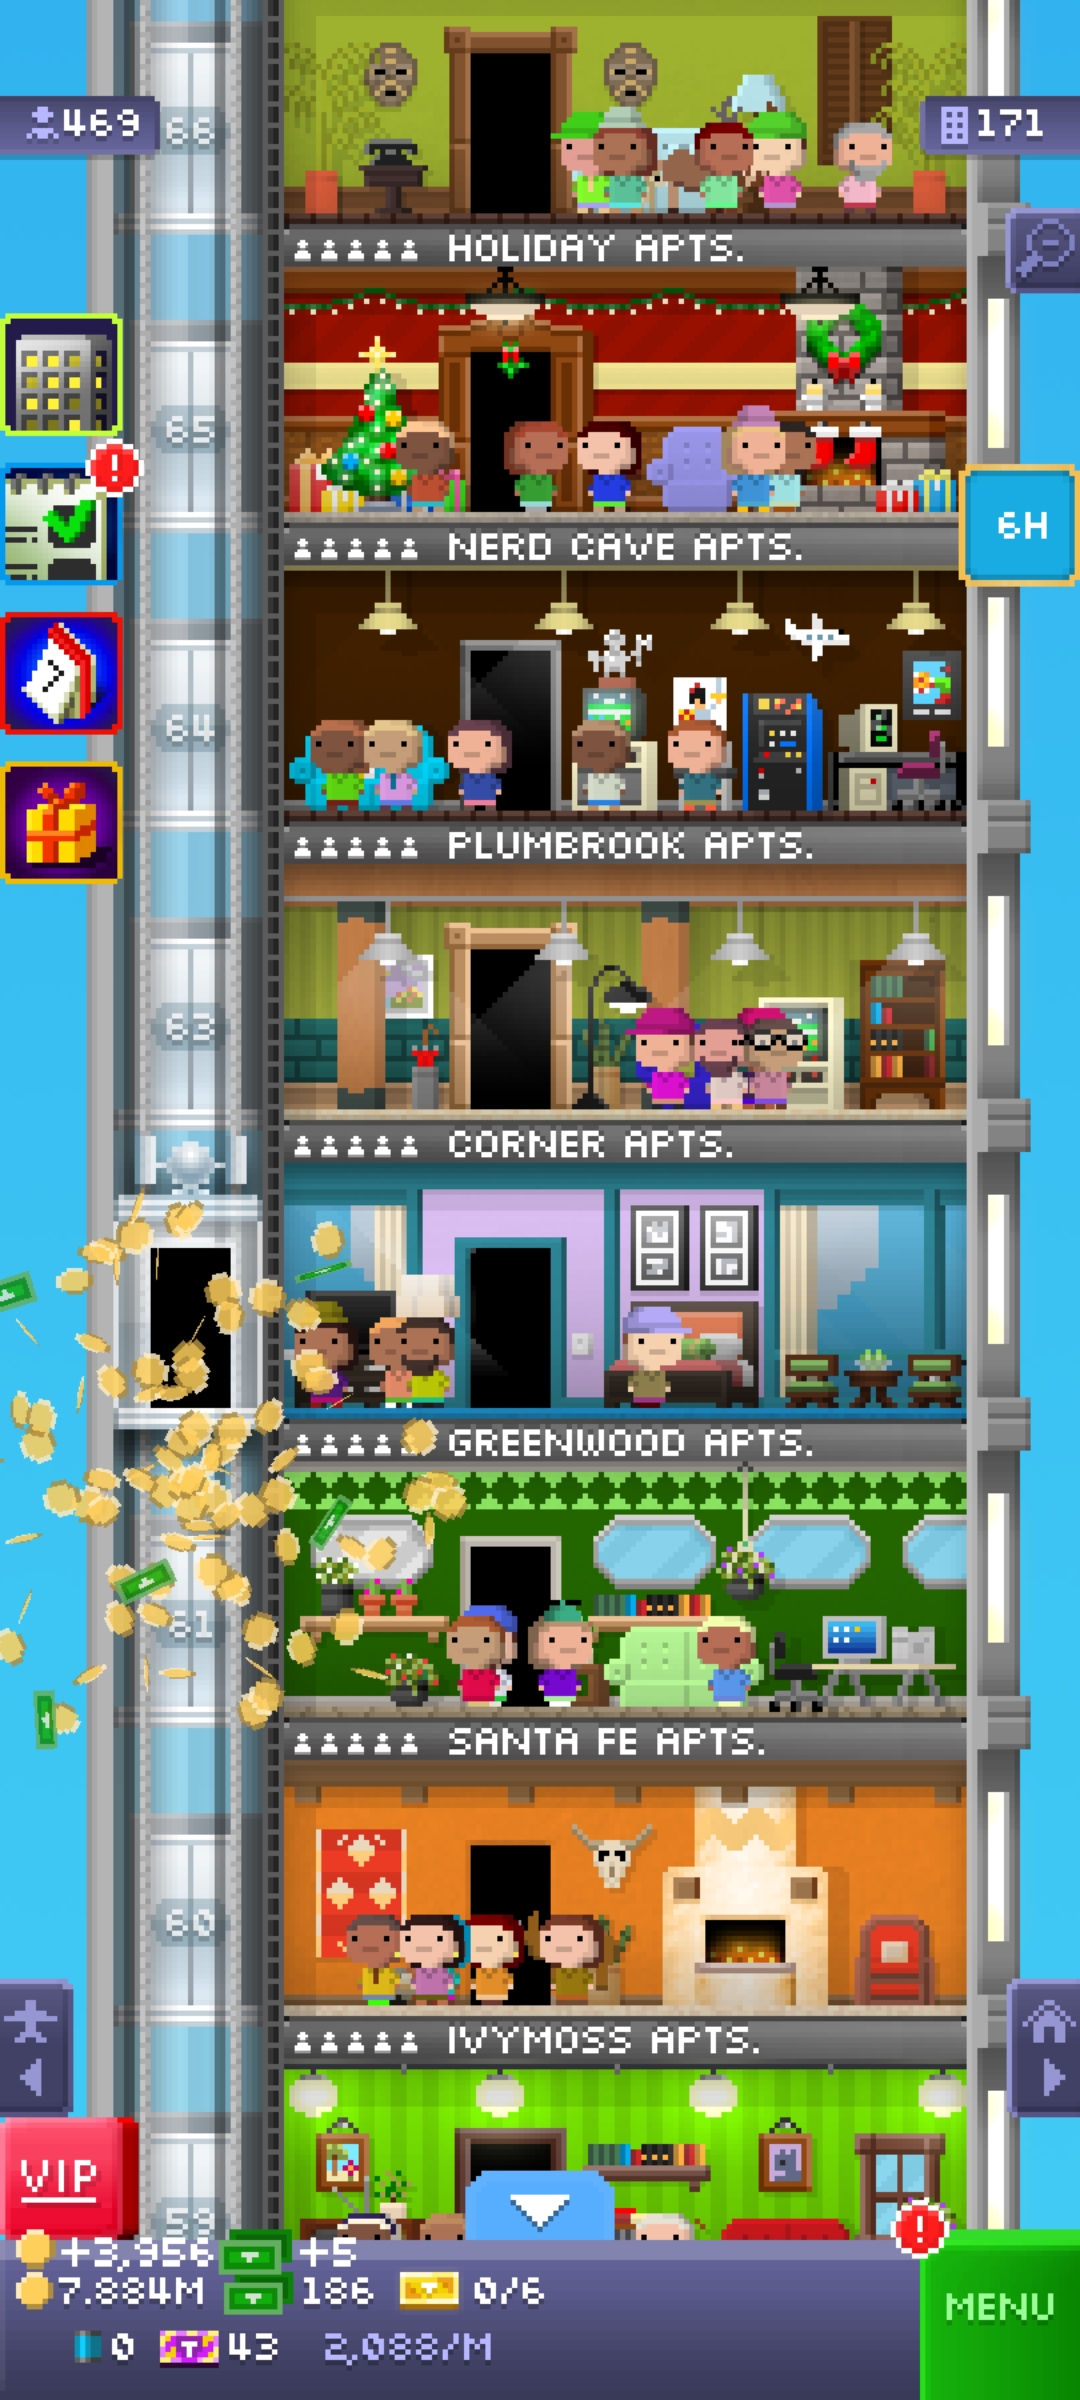 469
66
171
HOLIDAY APTS.
65
6H
NERD CAVE APTS.
7
64
PLUMBROOK APTS.
63
CORNER APTS.
GREENWOOD APTS.
61
SANTA FE APTS.
60
IVYMOSS APTS.
VIP
59
+3,956 +5
7.884M 186 0/6
MENU
0 T 43 2,088/M